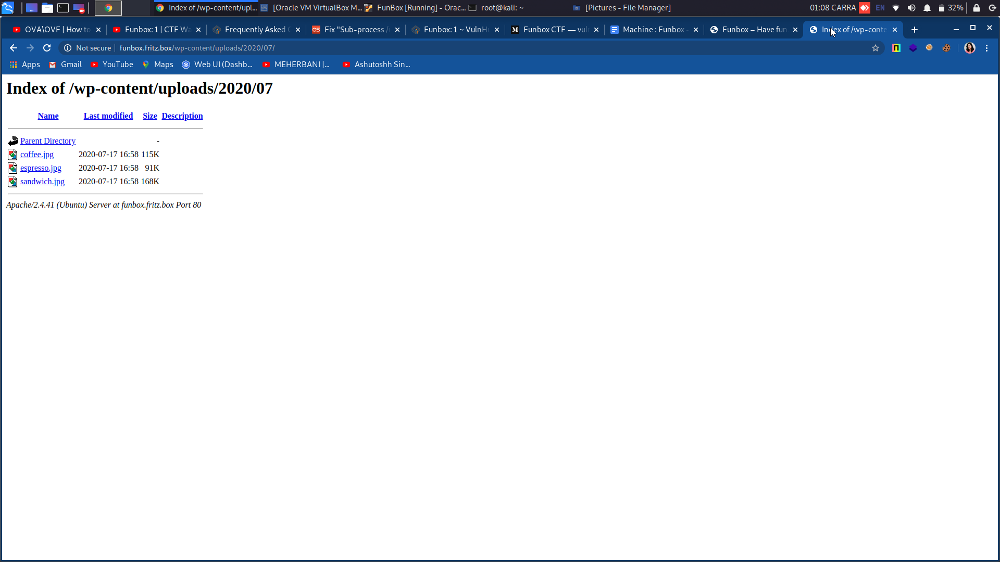 Index of /wp-content/upl... [Oracle VM VirtualBox M... FunBox [Running] - Orac... root@kali: ~ [Pictures - File Manager] 01:08 CARRA EN 32%
OVA\OVF | How to Funbox: 1 | CTF Wa Frequently Asked Fix "Sub-process / Funbox: 1 ~ VulnH Funbox CTF — vul Machine : Funbox - Funbox – Have fun Index of /wp-conte
Not secure funbox.fritz.box/wp-content/uploads/2020/07/
Apps Gmail YouTube Maps Web UI (Dashb... MEHERBANI |... Ashutoshh Sin...
Index of /wp-content/uploads/2020/07
Name Last modified Size Description
Parent Directory -
coffee.jpg 2020-07-17 16:58 115K
espresso.jpg 2020-07-17 16:58 91K
sandwich.jpg 2020-07-17 16:58 168K
Apache/2.4.41 (Ubuntu) Server at funbox.fritz.box Port 80